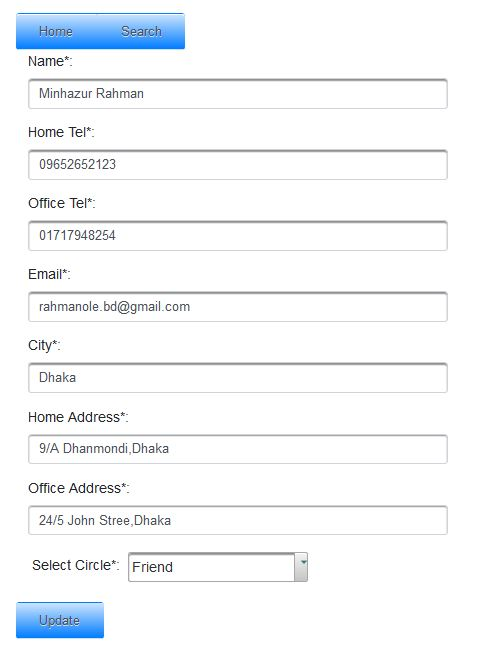 Home Search
Name*:
Minhazur Rahman
Home Tel*:
09652652123
Office Tel*:
01717948254
Email*:
rahmanole.bd@gmail.com
City*:
Dhaka
Home Address*:
9/A Dhanmondi,Dhaka
Office Address*:
24/5 John Stree,Dhaka
Select Circle*: Friend
Update